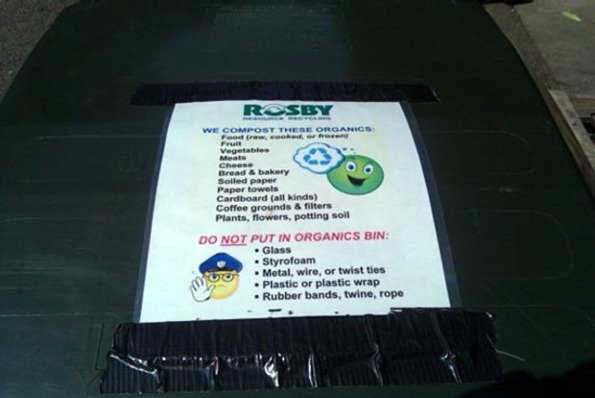 ROSBY
RESOURCE RECYCLING
WE COMPOST THESE ORGANICS:
Food (raw, cooked, or frozen)
Fruit
Vegetables
Meats
Cheese
Bread & bakery
Soiled paper
Paper towels
Cardboard (all kinds)
Coffee grounds & filters
Plants, flowers, potting soil
DO NOT PUT IN ORGANICS BIN:
▪ Glass
▪ Styrofoam
▪ Metal, wire, or twist ties
▪ Plastic or plastic wrap
▪ Rubber bands, twine, rope